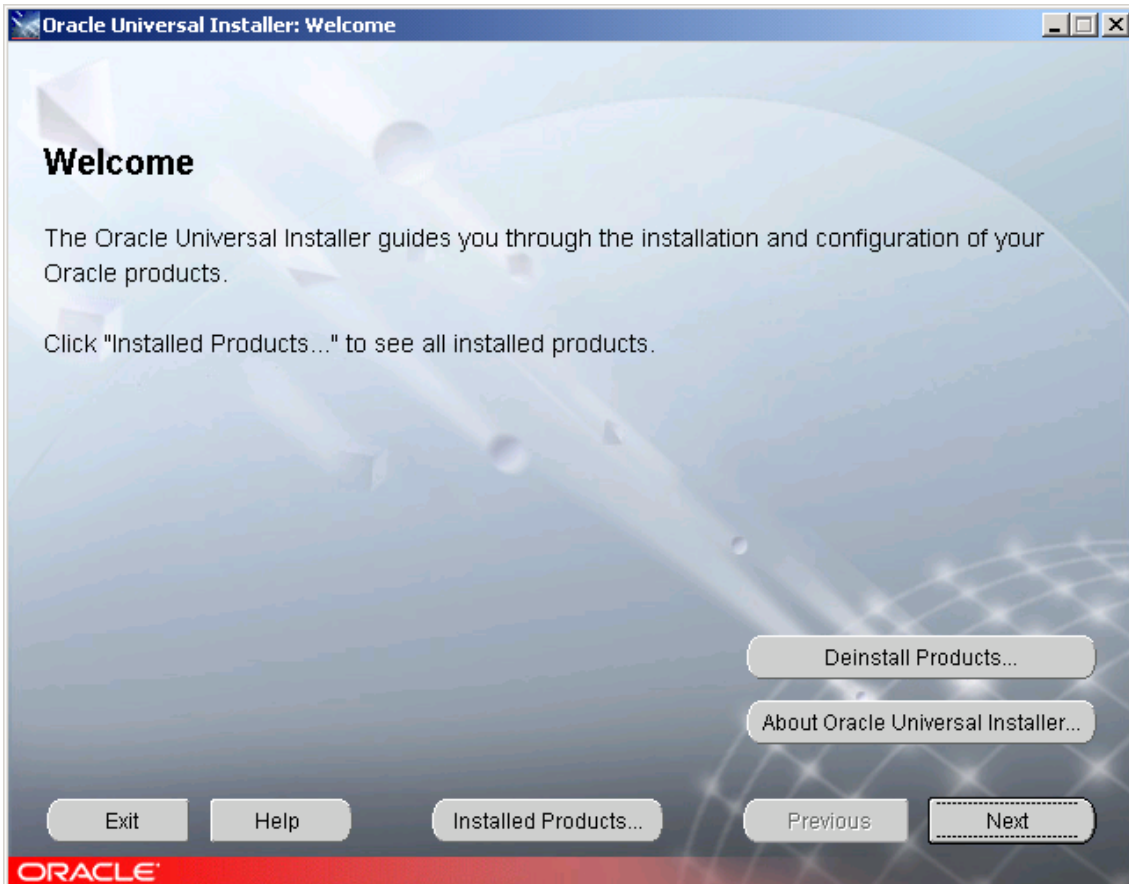 Oracle Universal Installer: Welcome
Welcome
The Oracle Universal Installer guides you through the installation and configuration of your
Oracle products.
Click "Installed Products..." to see all installed products.
Deinstall Products...
About Oracle Universal Installer...
Exit Help Installed Products... Previous Next
ORACLE